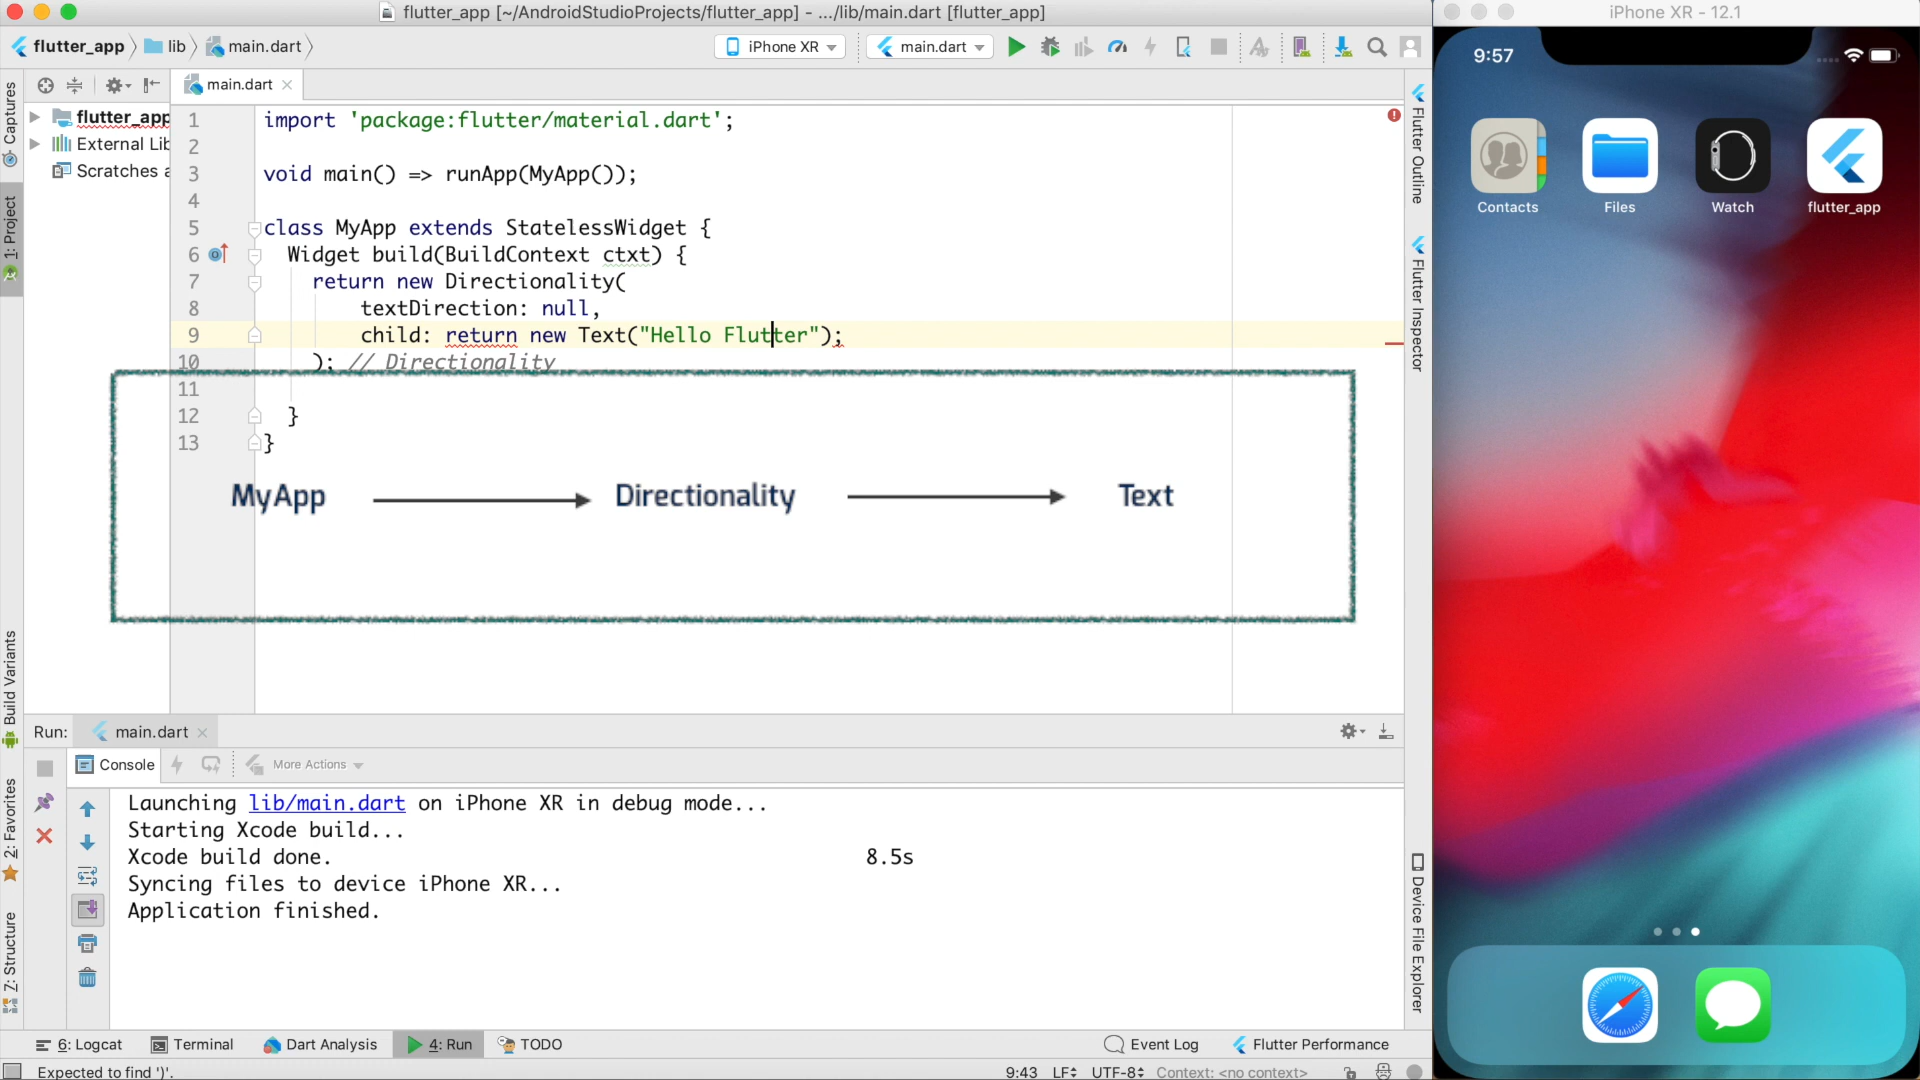 flutter_app [~/AndroidStudioProjects/flutter_app] - .../lib/main.dart [flutter_app]
iPhone XR - 12.1
flutter_app
lib
main.dart
iPhone XR
main.dart
9:57
main.dart
Captures
1: Project
Build Variants
2: Favorites
7: Structure
flutter_app
External Lib
Scratches a
1 import 'package:flutter/material.dart';
2
3 void main() => runApp(MyApp());
4
5 class MyApp extends StatelessWidget {
6 Widget build(BuildContext ctxt) {
7 return new Directionality(
8 textDirection: null,
9 child: return new Text("Hello Flutter");
10 ); // Directionality
11
12 }
13 }
MyApp
Directionality
Text
Flutter Outline
Flutter Inspector
Device File Explorer
Contacts
Files
Watch
flutter_app
Run:
main.dart
Console
More Actions
Launching lib/main.dart on iPhone XR in debug mode...
Starting Xcode build...
Xcode build done. 8.5s
Syncing files to device iPhone XR...
Application finished.
6: Logcat
Terminal
Dart Analysis
4: Run
TODO
Event Log
Flutter Performance
Expected to find ')'.
9:43
LF
UTF-8
Context: <no context>